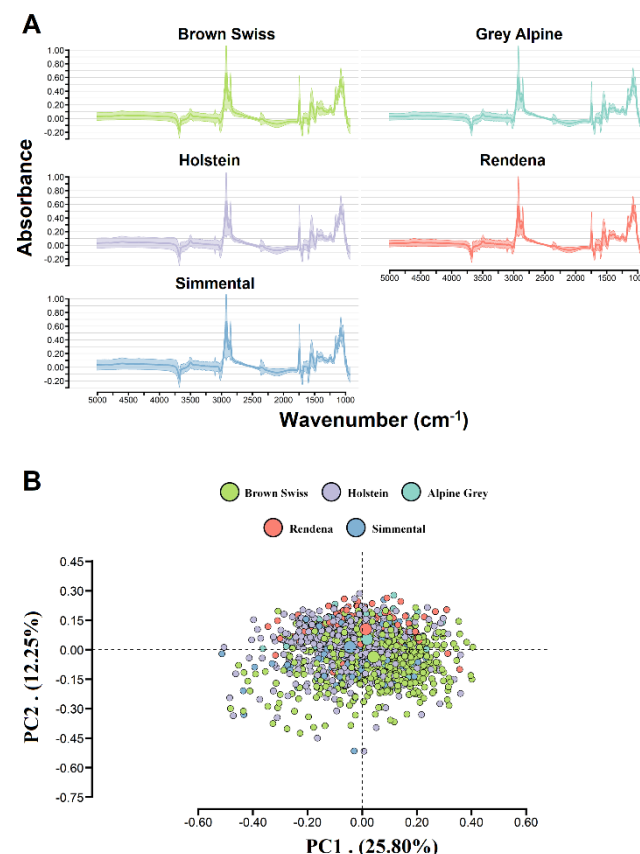 A
Brown Swiss
Grey Alpine
1.00
0.80
0.60
0.40
0.20
0.00
-0.20
Holstein
Rendena
1.00
0.80
0.60
0.40
0.20
0.00
-0.20
5000 4500 4000 3500 3000 2500 2000 1500 1000
Simmental
1.00
0.80
0.60
0.40
0.20
0.00
-0.20
5000 4500 4000 3500 3000 2500 2000 1500 1000
Absorbance
Wavenumber (cm⁻¹)
B
Brown Swiss Holstein Alpine Grey
Rendena Simmental
0.45
0.30
0.15
0.00
-0.15
-0.30
-0.45
-0.60
-0.75
PC2 . (12.25%)
-0.60 -0.40 -0.20 0.00 0.20 0.40 0.60
PC1 . (25.80%)